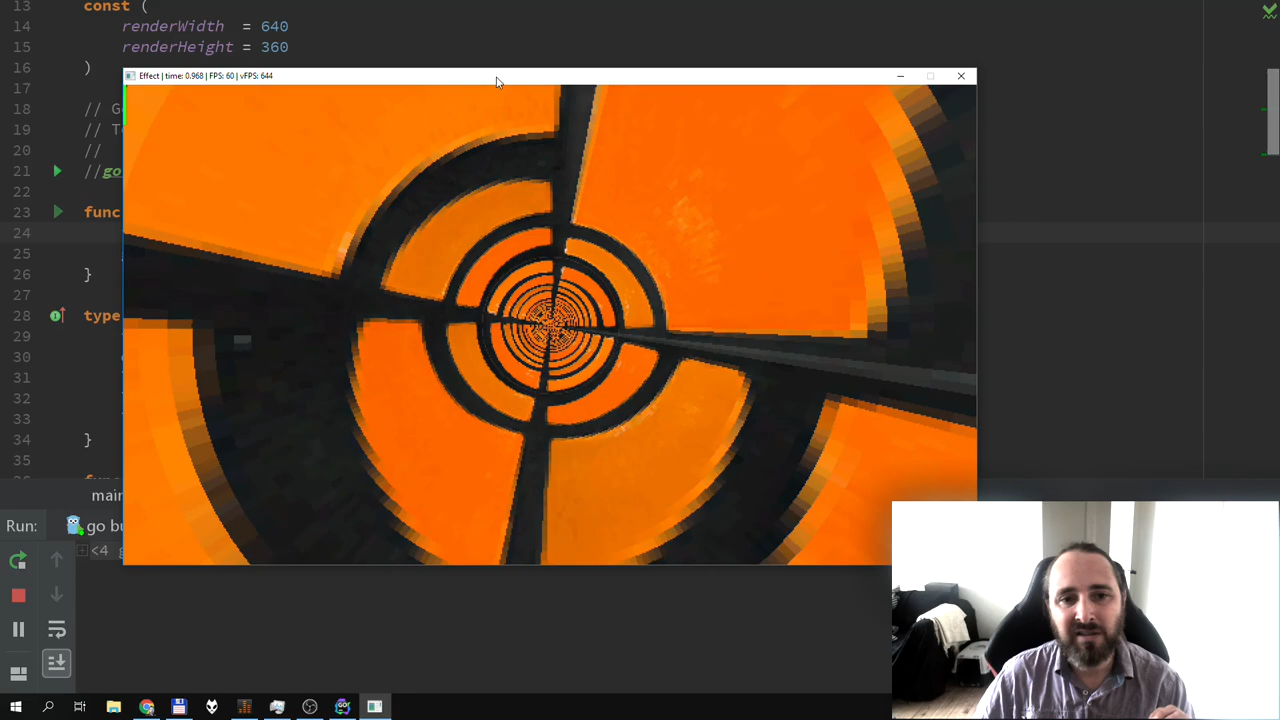 13 const (
14 renderWidth = 640
15 renderHeight = 360
16 )
Effect | time: 0.968 | FPS: 60 | vFPS: 644
17
18 // G
19 // T
20 //
21 //go
22
23 func
24
25
26 }
27
28 type
29
30
31
32
33
34 }
35
main
Run: go bu
<4 g